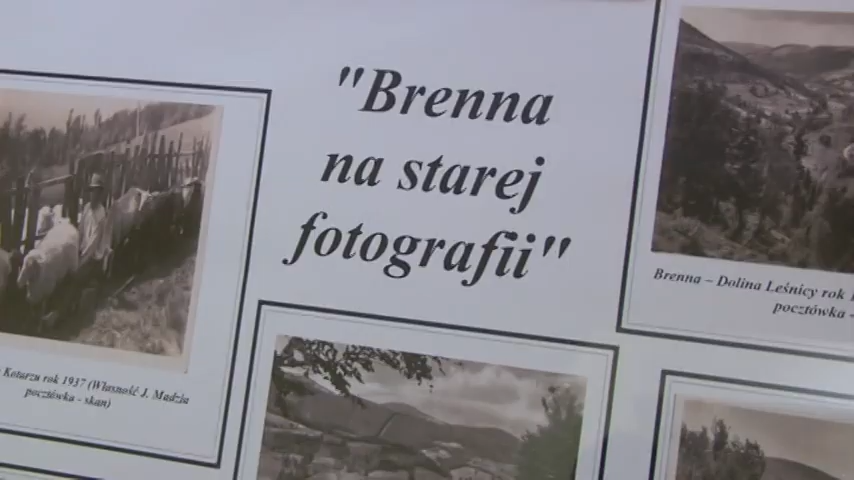 "Brenna
na starej
fotografii"
Brenna – Dolina Leśnicy rok
pocztówka -
Kotarzu rok 1937 (Własność J. Madzia
pocztówka - skan)